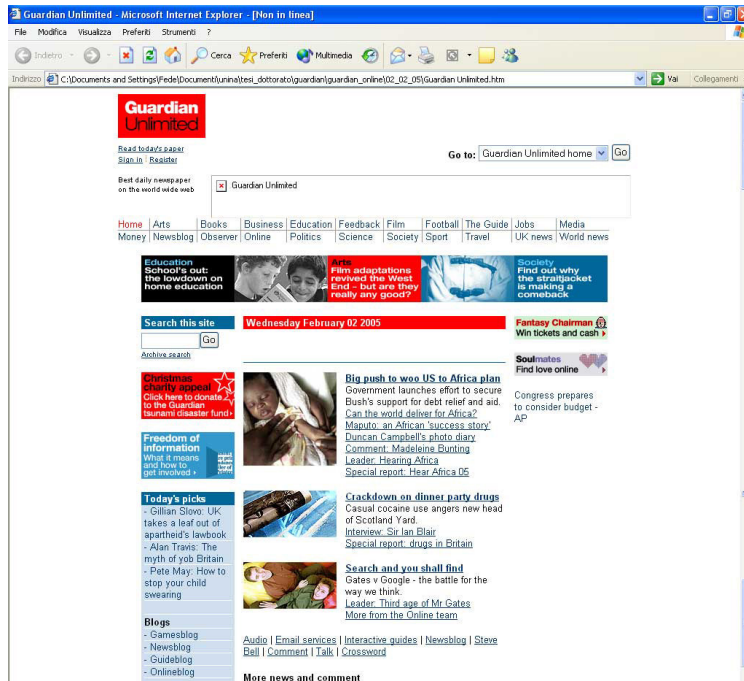 Guardian Unlimited - Microsoft Internet Explorer - [Non in linea]
File Modifica Visualizza Preferiti Strumenti ?
Indietro Cerca Preferiti Multimedia
Indirizzo C:\Documents and Settings\Fede\Documenti\unina\tesi_dottorato\guardian\guardian_online\02_02_05\Guardian Unlimited.htm Vai Collegamenti
Guardian
Unlimited
Read today's paper
Sign in | Register
Go to: Guardian Unlimited home Go
Best daily newspaper
on the world wide web
Guardian Unlimited
Home Arts Books Business Education Feedback Film Football The Guide Jobs Media
Money Newsblog Observer Online Politics Science Society Sport Travel UK news World news
Education
School's out:
the lowdown on
home education
Arts
Film adaptations
revived the West
End – but are they
really any good?
Society
Find out why
the straitjacket
is making a
comeback
Search this site
Go
Archive search
Christmas
charity appeal
Click here to donate
to the Guardian
tsunami disaster fund
Freedom of
information
What it means
and how to
get involved
Today's picks
- Gillian Slovo: UK
takes a leaf out of
apartheid's lawbook
- Alan Travis: The
myth of yob Britain
- Pete May: How to
stop your child
swearing
Blogs
- Gamesblog
- Newsblog
- Guideblog
- Onlineblog
Wednesday February 02 2005
Big push to woo US to Africa plan
Government launches effort to secure
Bush's support for debt relief and aid.
Can the world deliver for Africa?
Maputo: an African 'success story'
Duncan Campbell's photo diary
Comment: Madeleine Bunting
Leader: Hearing Africa
Special report: Hear Africa 05
Crackdown on dinner party drugs
Casual cocaine use angers new head
of Scotland Yard.
Interview: Sir Ian Blair
Special report: drugs in Britain
Search and you shall find
Gates v Google - the battle for the
way we think.
Leader: Third age of Mr Gates
More from the Online team
Audio | Email services | Interactive guides | Newsblog | Steve
Bell | Comment | Talk | Crossword
More news and comment
Fantasy Chairman
Win tickets and cash
Soulmates
Find love online
Congress prepares
to consider budget -
AP